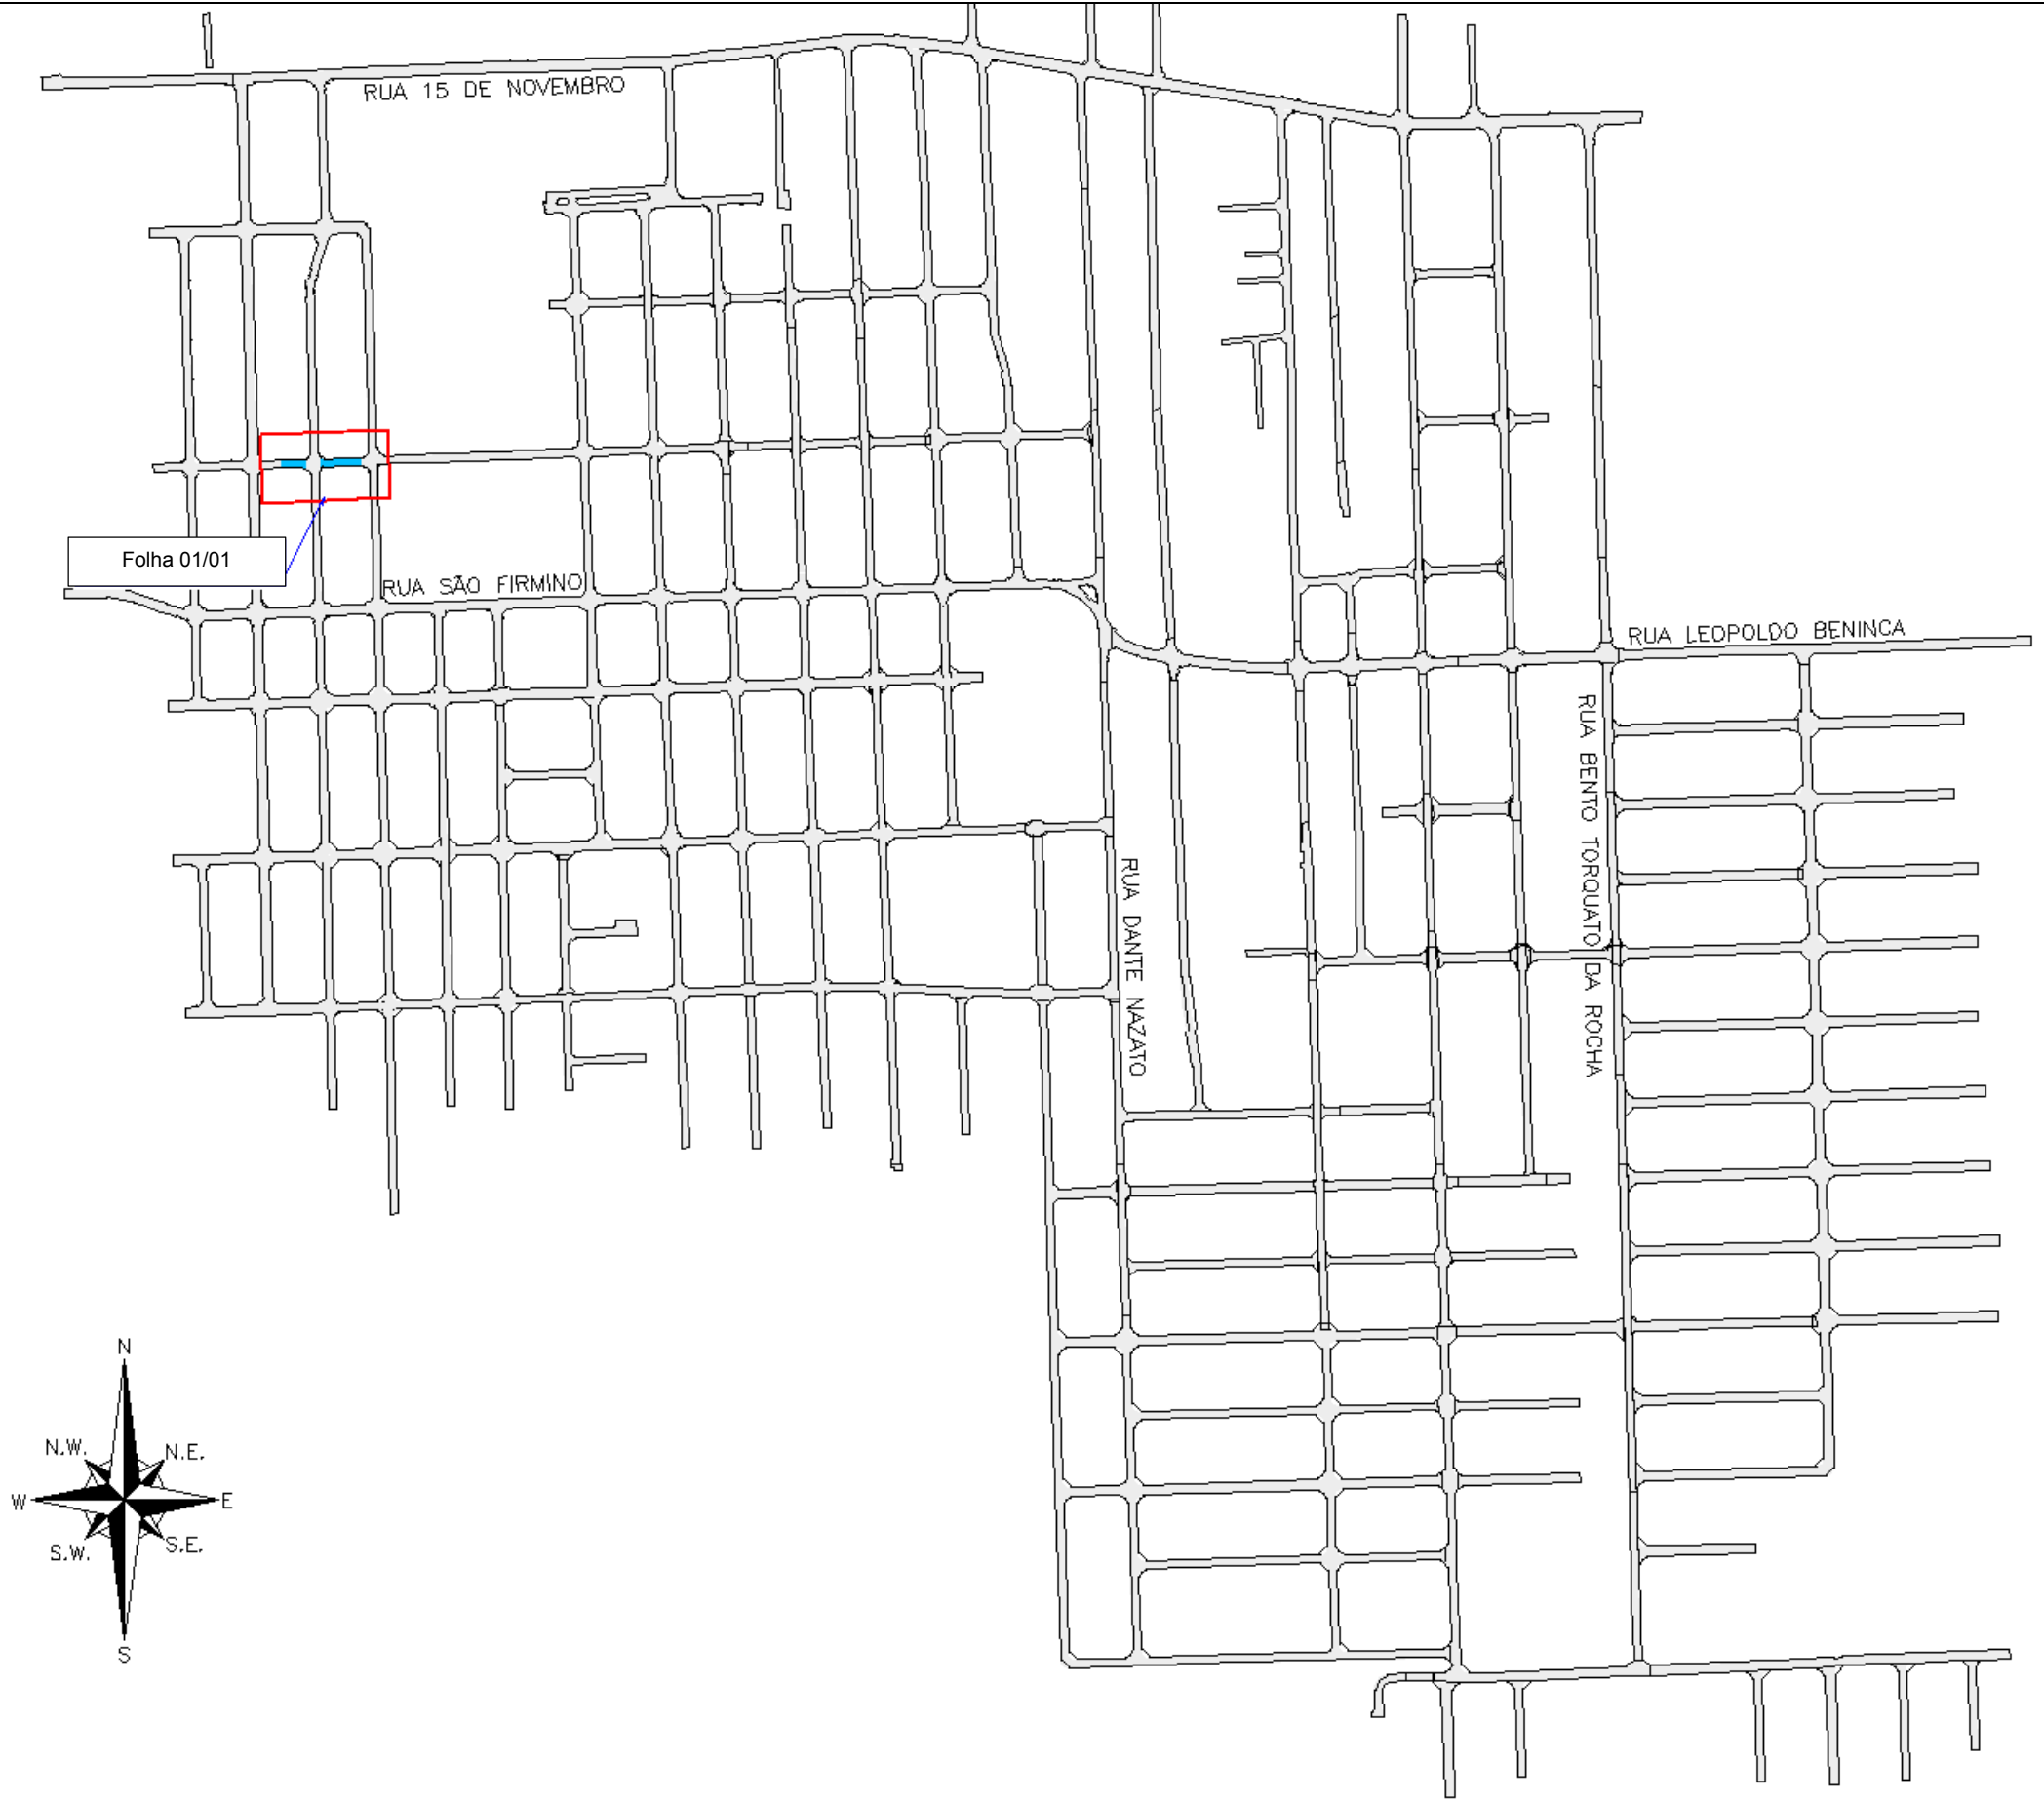 RUA 15 DE NOVEMBRO
Folha 01/01
RUA SÃO FIRMINO
RUA LEOPOLDO BENINCA
RUA BENTO TORQUATO DA ROCHA
RUA DANTE NAZATO
N
N.W.
N.E.
W
E
S.W.
S.E.
S